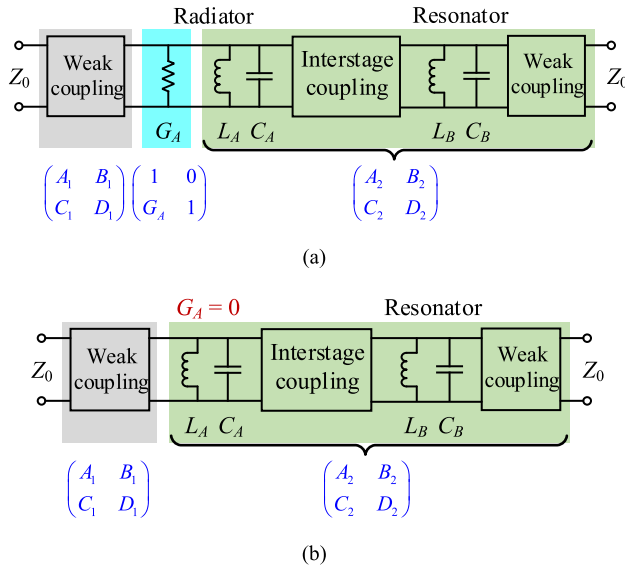 Radiator Resonator
Z0 Weak coupling Interstage coupling Weak coupling Z0
GA LA CA LB CB
(A1 B1 C1 D1) (1 0 GA 1) (A2 B2 C2 D2)
(a)
GA = 0 Resonator
Z0 Weak coupling Interstage coupling Weak coupling Z0
LA CA LB CB
(A1 B1 C1 D1) (A2 B2 C2 D2)
(b)